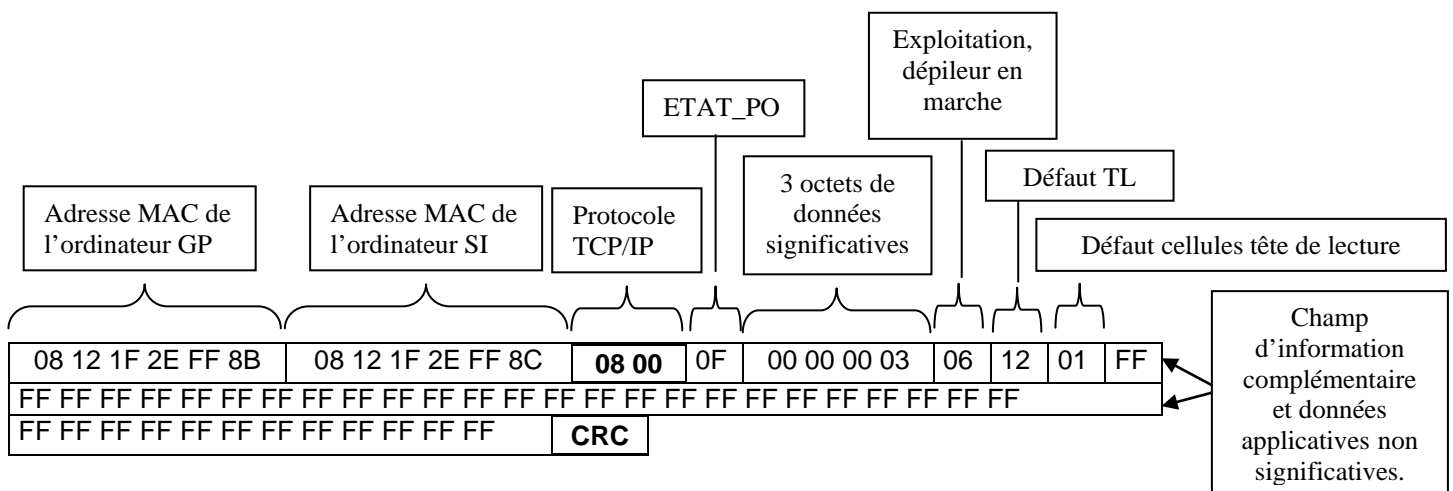 Exploitation,
dépileur en
marche
ETAT_PO
Défaut TL
3 octets de
données
significatives
Adresse MAC de
l'ordinateur GP
Adresse MAC de
l'ordinateur SI
Protocole
TCP/IP
Défaut cellules tête de lecture
08 12 1F 2E FF 8B 08 12 1F 2E FF 8C 08 00 0F 00 00 00 03 06 12 01 FF
FF FF FF FF FF FF FF FF FF FF FF FF FF FF FF FF FF FF FF FF FF FF FF FF FF
FF FF FF FF FF FF FF FF FF FF FF FF CRC
Champ
d'information
complémentaire
et données
applicatives non
significatives.